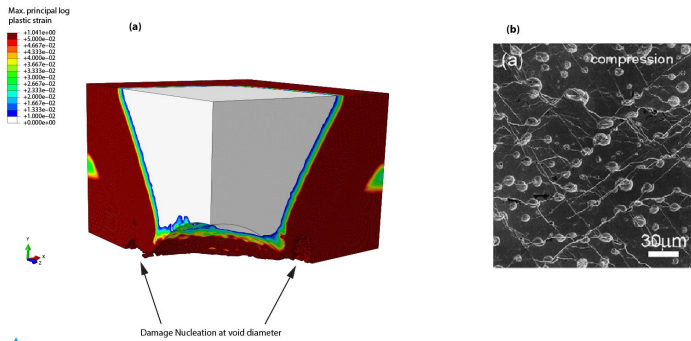 Max. principal log
plastic strain
+1.041e+00
+5.000e−02
+4.667e−02
+4.333e−02
+4.000e−02
+3.667e−02
+3.333e−02
+3.000e−02
+2.667e−02
+2.333e−02
+2.000e−02
+1.667e−02
+1.333e−02
+1.000e−02
+0.000e+00
(a)
Y
X
Z
Damage Nucleation at void diameter
(b)
(a)
compression
30μm